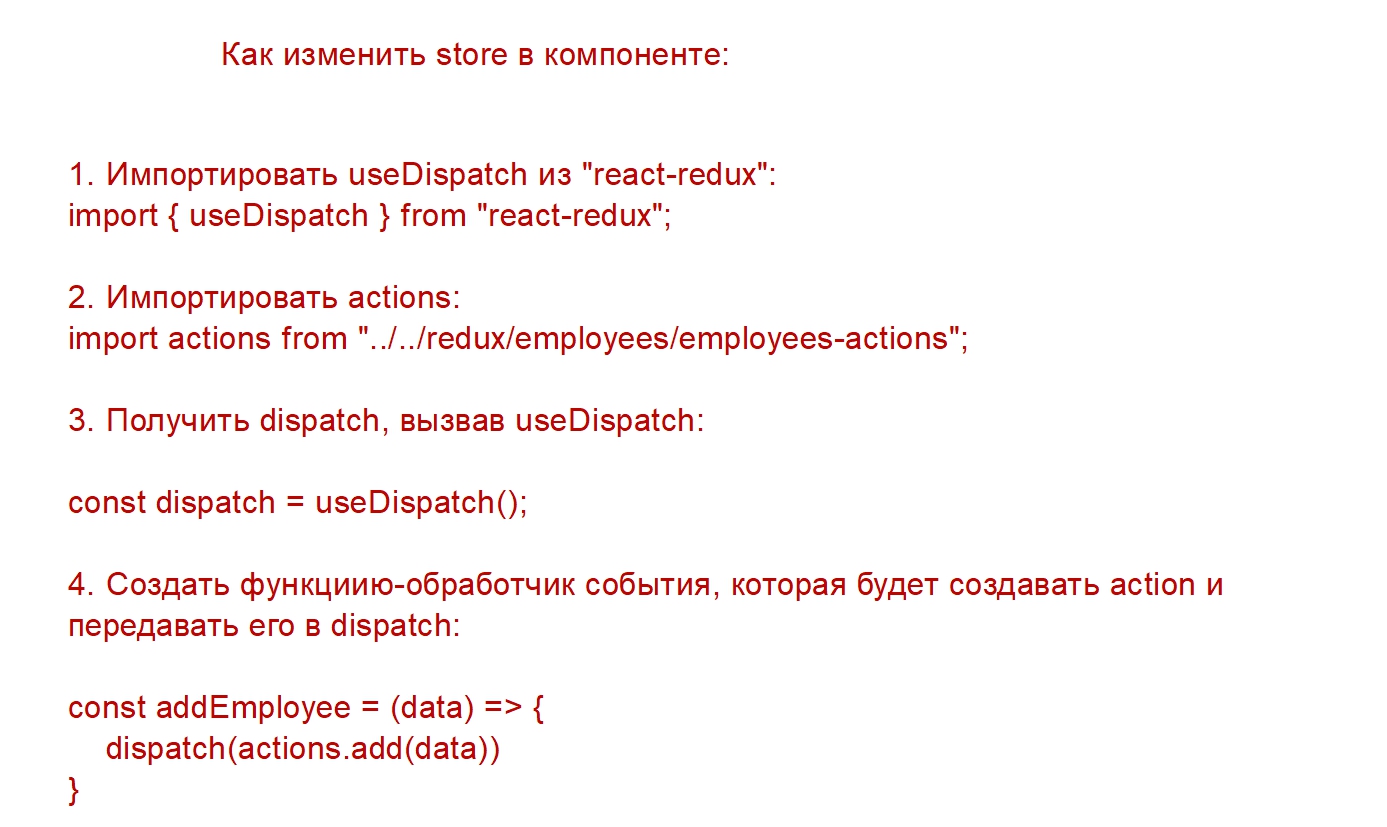 Как изменить store в компоненте:
1. Импортировать useDispatch из "react-redux":
import { useDispatch } from "react-redux";
2. Импортировать actions:
import actions from "../../redux/employees/employees-actions";
3. Получить dispatch, вызвав useDispatch:
const dispatch = useDispatch();
4. Создать функциию-обработчик события, которая будет создавать action и
передавать его в dispatch:
const addEmployee = (data) => {
dispatch(actions.add(data))
}